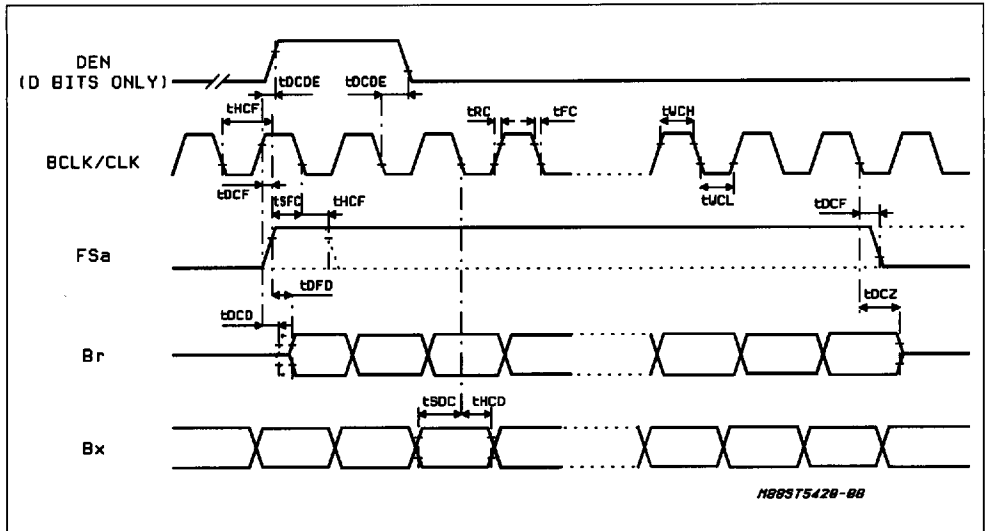 DEN
(D BITS ONLY)
tDCDE tDCDE
tHCF tRC tFC tWCH
BCLK/CLK
tDCF tSFC tHCF tWCL tDCF
FSa
tDFD tDCZ
tDCD
Br
tSDC tHCD
Bx
M88ST5420-08